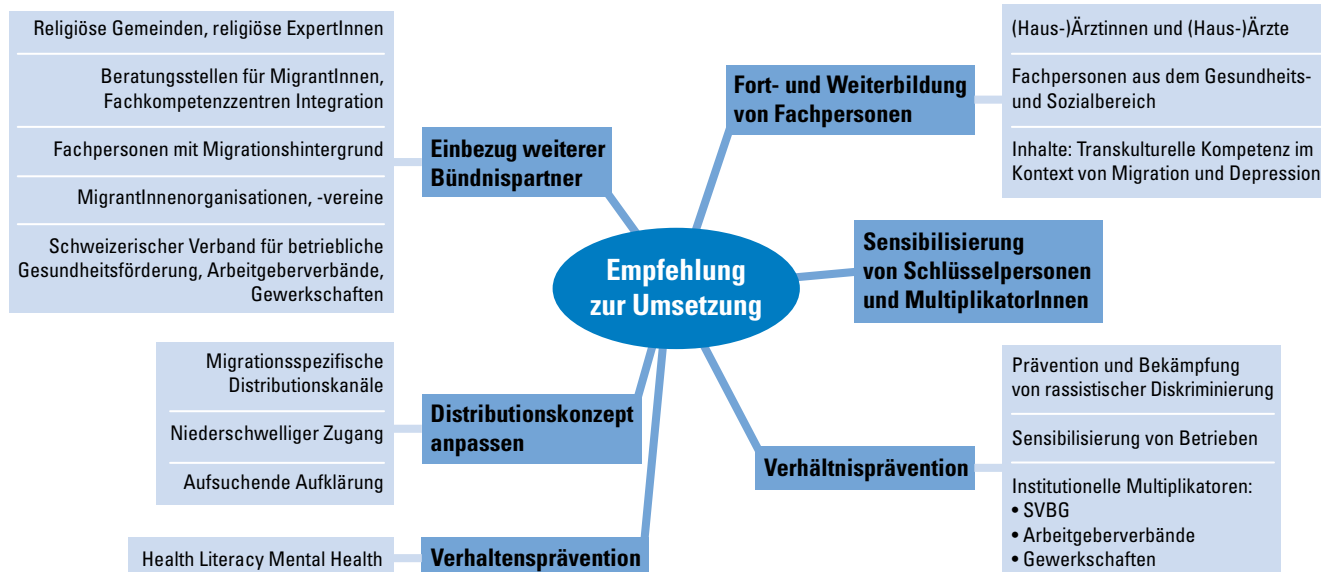 Religiöse Gemeinden, religiöse ExpertInnen
Beratungsstellen für MigrantInnen,
Fachkompetenzzentren Integration
Fachpersonen mit Migrationshintergrund
MigrantInnenorganisationen, -vereine
Schweizerischer Verband für betriebliche
Gesundheitsförderung, Arbeitgeberverbände,
Gewerkschaften
Einbezug weiterer
Bündnispartner
Fort- und Weiterbildung
von Fachpersonen
(Haus-)Ärztinnen und (Haus-)Ärzte
Fachpersonen aus dem Gesundheits-
und Sozialbereich
Inhalte: Transkulturelle Kompetenz im
Kontext von Migration und Depression
Empfehlung
zur Umsetzung
Sensibilisierung
von Schlüsselpersonen
und MultiplikatorInnen
Migrationsspezifische
Distributionskanäle
Niederschwelliger Zugang
Aufsuchende Aufklärung
Distributionskonzept
anpassen
Verhältnisprävention
Prävention und Bekämpfung
von rassistischer Diskriminierung
Sensibilisierung von Betrieben
Institutionelle Multiplikatoren:
• SVBG
• Arbeitgeberverbände
• Gewerkschaften
Health Literacy Mental Health
Verhaltensprävention